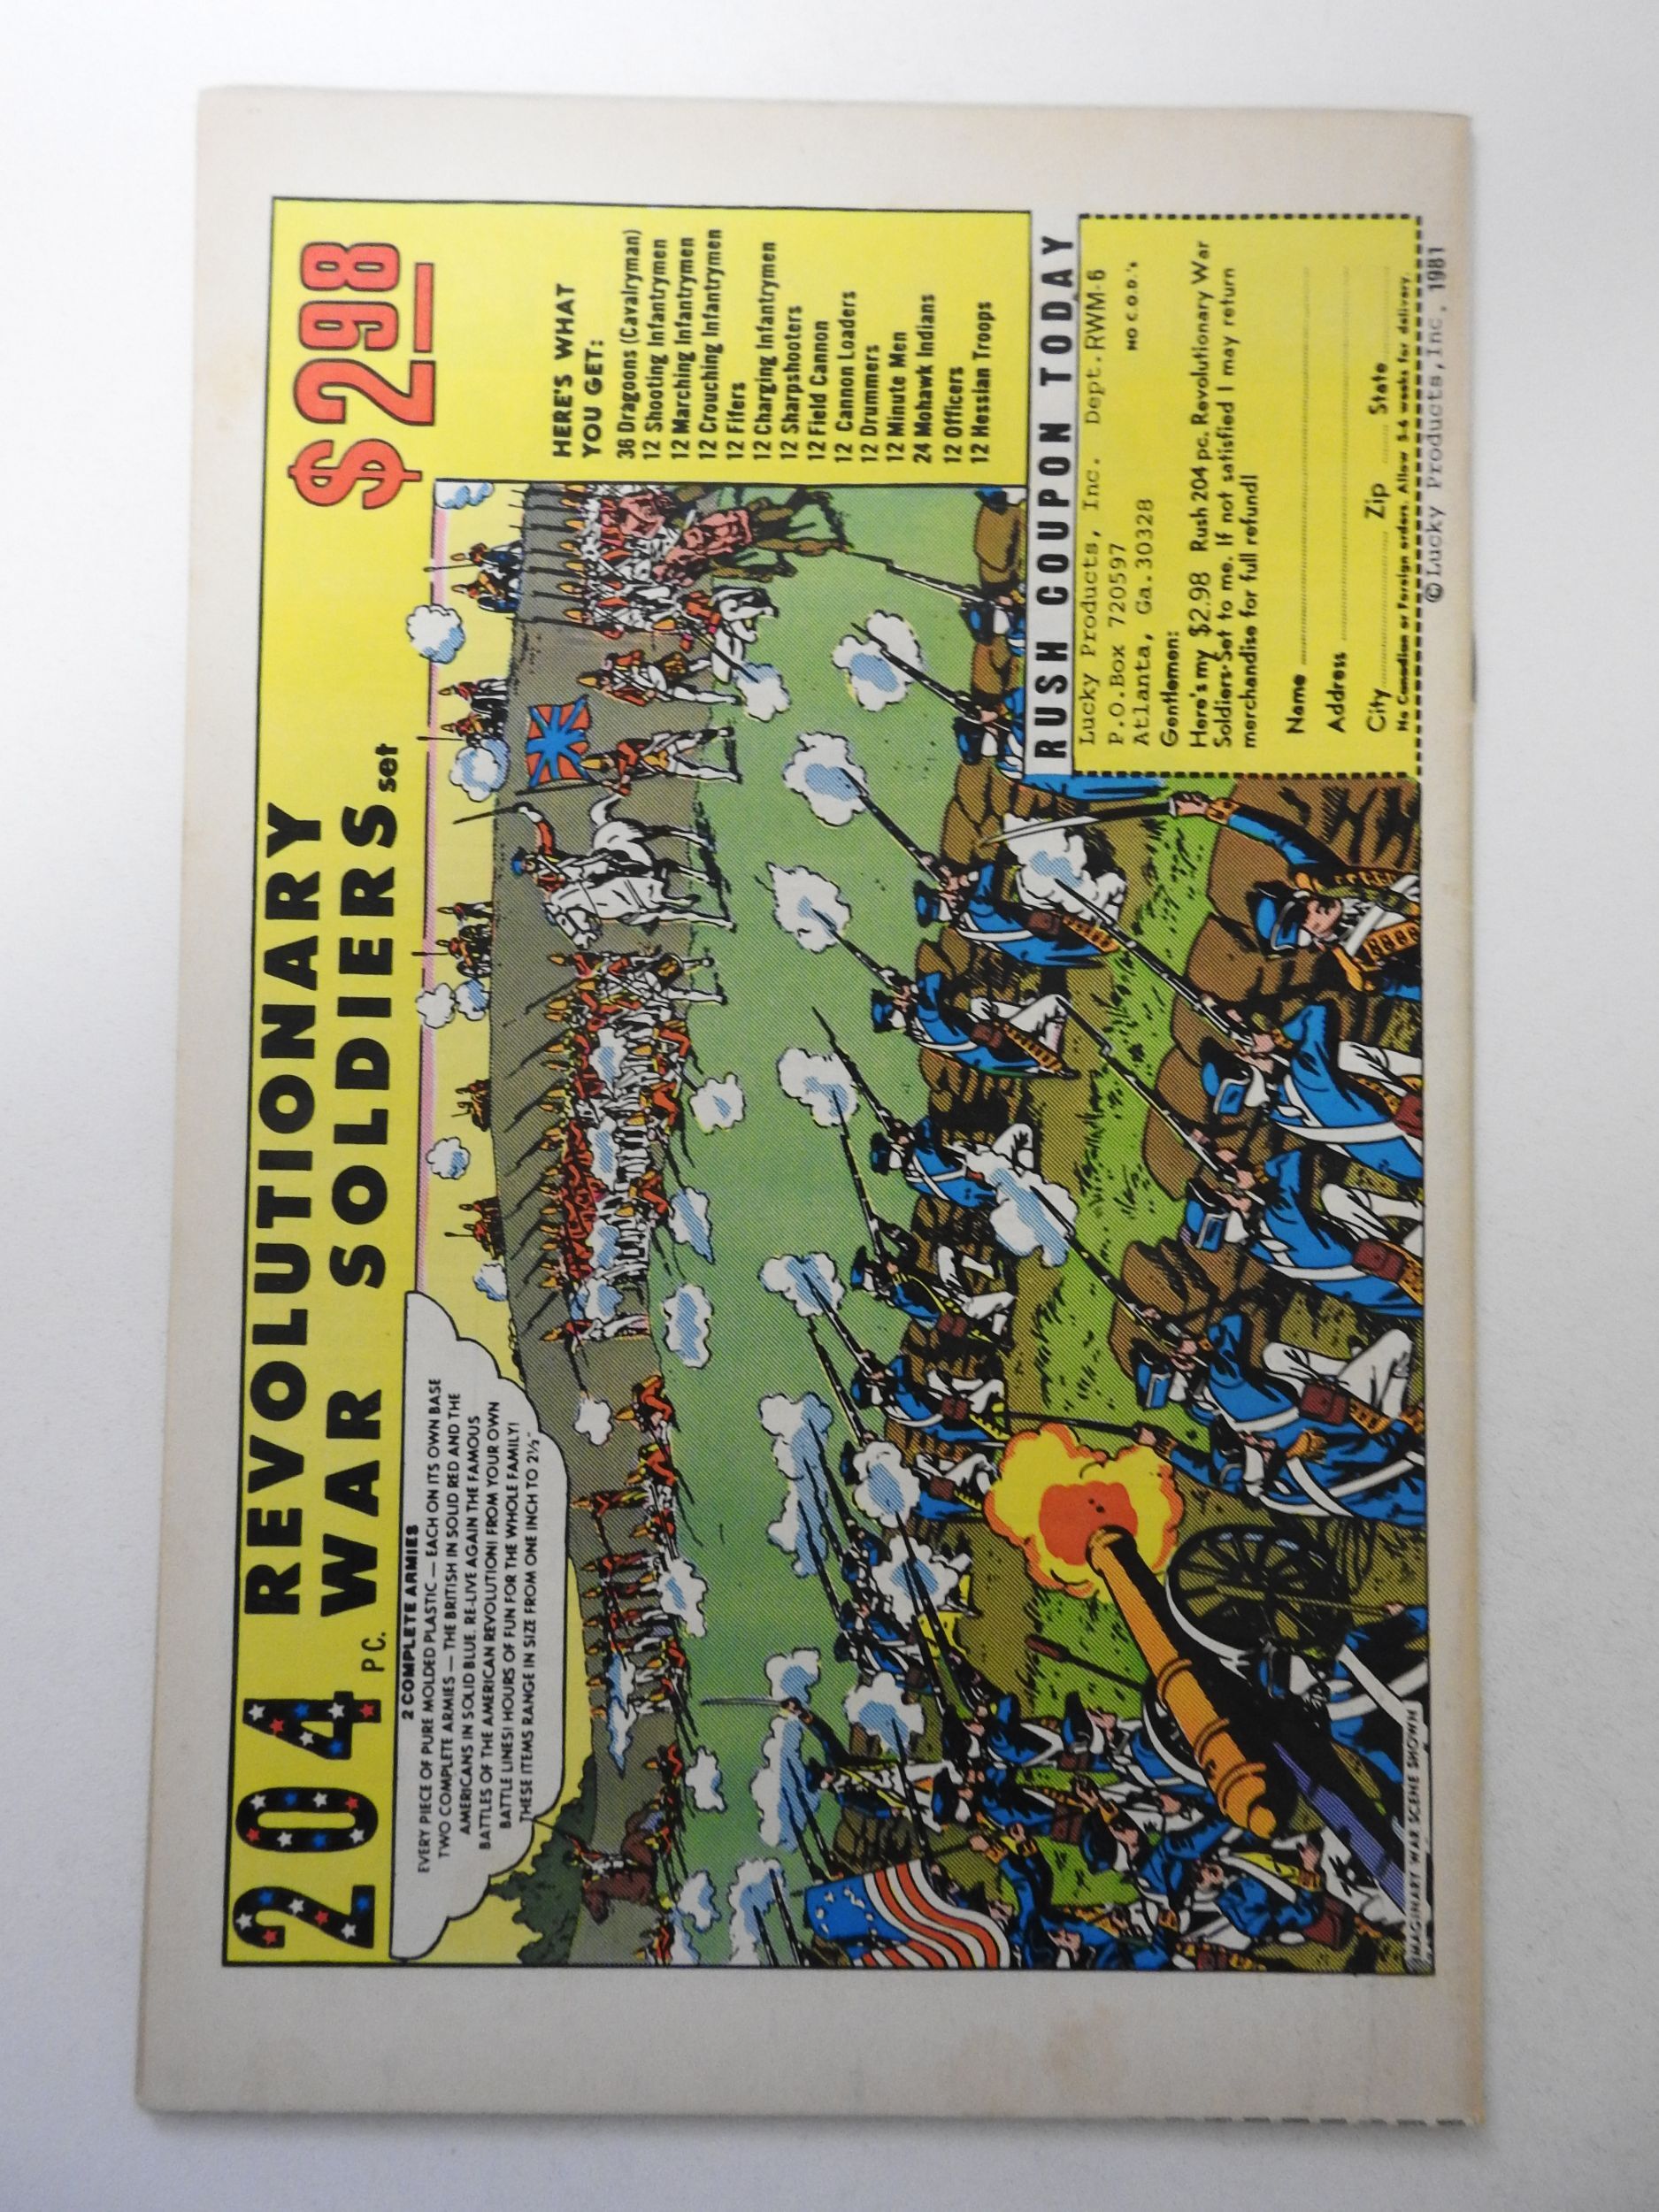 204 PC. REVOLUTIONARY
WAR SOLDIERS set
$2.98
2 COMPLETE ARMIES
EVERY PIECE OF PURE MOLDED PLASTIC — EACH ON ITS OWN BASE
TWO COMPLETE ARMIES — THE BRITISH IN SOLID RED AND THE
AMERICANS IN SOLID BLUE. RE-LIVE AGAIN THE FAMOUS
BATTLES OF THE AMERICAN REVOLUTION! FROM YOUR OWN
BATTLE LINES! HOURS OF FUN FOR THE WHOLE FAMILY!
THESE ITEMS RANGE IN SIZE FROM ONE INCH TO 2½"
HERE'S WHAT
YOU GET:
36 Dragoons (Cavalryman)
12 Shooting Infantrymen
12 Marching Infantrymen
12 Crouching Infantrymen
12 Fifers
12 Charging Infantrymen
12 Sharpshooters
12 Field Cannon
12 Cannon Loaders
12 Drummers
12 Minute Men
24 Mohawk Indians
12 Officers
12 Hessian Troops
RUSH COUPON TODAY
Lucky Products, Inc. Dept.RWM-6
P.O.Box 720597 NO C.O.D.'s
Atlanta, Ga.30328
Gentlemen:
Here's my $2.98 Rush 204 pc. Revolutionary War
Soldiers-Set to me. If not satisfied I may return
merchandise for full refund!
Name
Address
City Zip State
No Canadian or Foreign orders. Allow 5-6 weeks for delivery.
© Lucky Products, Inc. 1981
IMAGINARY WAR SCENE SHOWN